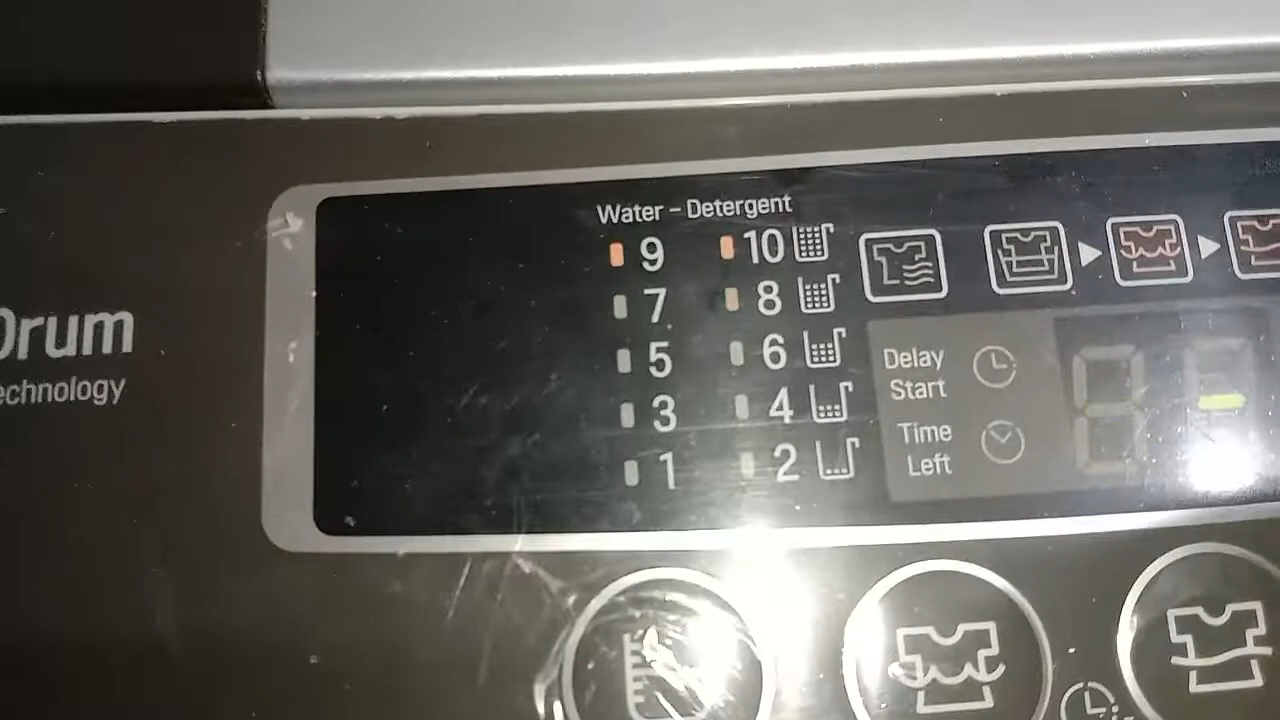 Water - Detergent
9 10
7 8
5 6
3 4
1 2
Drum
echnology
Delay
Start
Time
Left